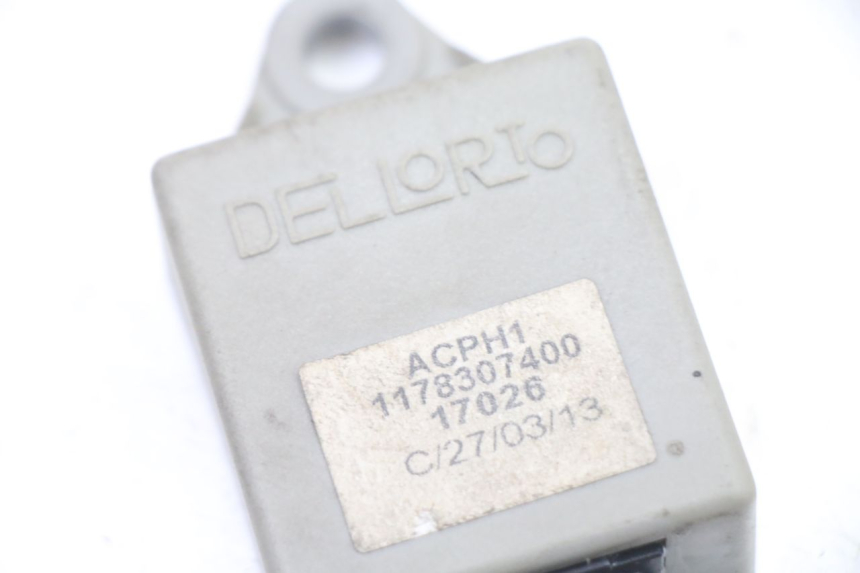 DELLORTO
ACPH1
1178307400
17026
C/27/03/13